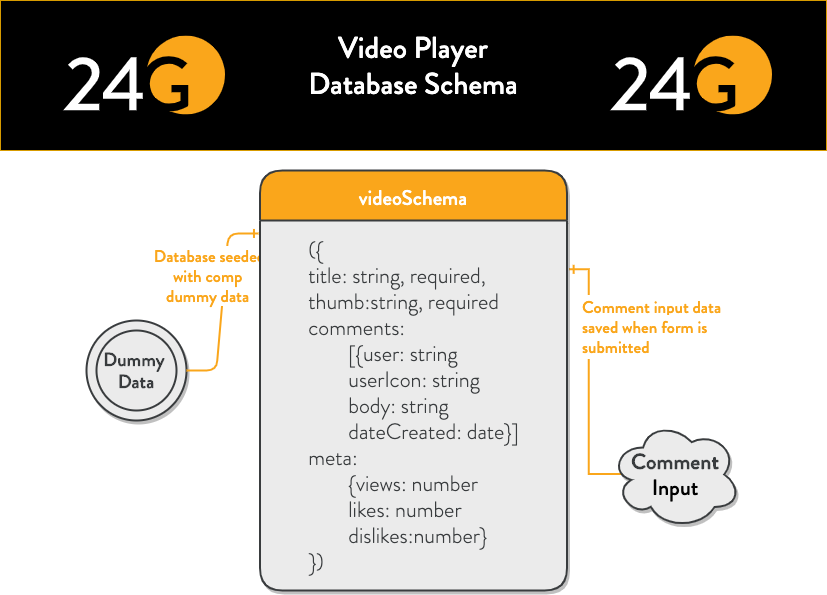 24G
Video Player
Database Schema
24G
videoSchema
({
title: string, required,
thumb:string, required
comments:
[{user: string
userIcon: string
body: string
dateCreated: date}]
meta:
{views: number
likes: number
dislikes:number}
})
Database seeded
with comp
dummy data
Dummy
Data
Comment input data
saved when form is
submitted
Comment
Input